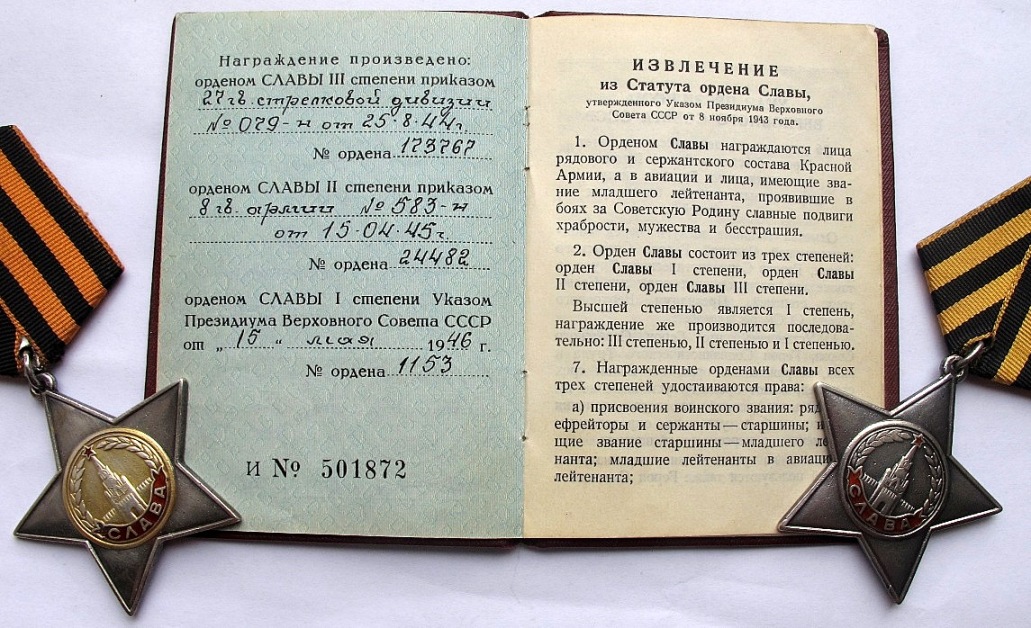 Награждение произведено:
орденом СЛАВЫ III степени приказом
27 гв. стрелковой дивизии
№ 079-н от 25.8.44г.
№ ордена 173767
орденом СЛАВЫ II степени приказом
8 гв. армии № 583-н
от 15.04.45г.
№ ордена 24482
орденом СЛАВЫ I степени Указом
Президиума Верховного Совета СССР
от „15" мая 1946 г.
№ ордена 1153
И № 501872
ИЗВЛЕЧЕНИЕ
из Статута ордена Славы,
утвержденного Указом Президиума Верховного
Совета СССР от 8 ноября 1943 года.
1. Орденом Славы награждаются лица
рядового и сержантского состава Красной
Армии, а в авиации и лица, имеющие зва-
ние младшего лейтенанта, проявившие в
боях за Советскую Родину славные подвиги
храбрости, мужества и бесстрашия.
2. Орден Славы состоит из трех степеней:
орден Славы I степени, орден Славы
II степени, орден Славы III степени.
Высшей степенью является I степень,
награждение же производится последова-
тельно: III степенью, II степенью и I степенью.
7. Награжденные орденами Славы всех
трех степеней удостаиваются права:
а) присвоения воинского звания:
ефрейторы и сержанты—старшины;
щие звание старшины—младшего
нанта; младшие лейтенанты в
лейтенанта;
СЛАВА
СЛАВА